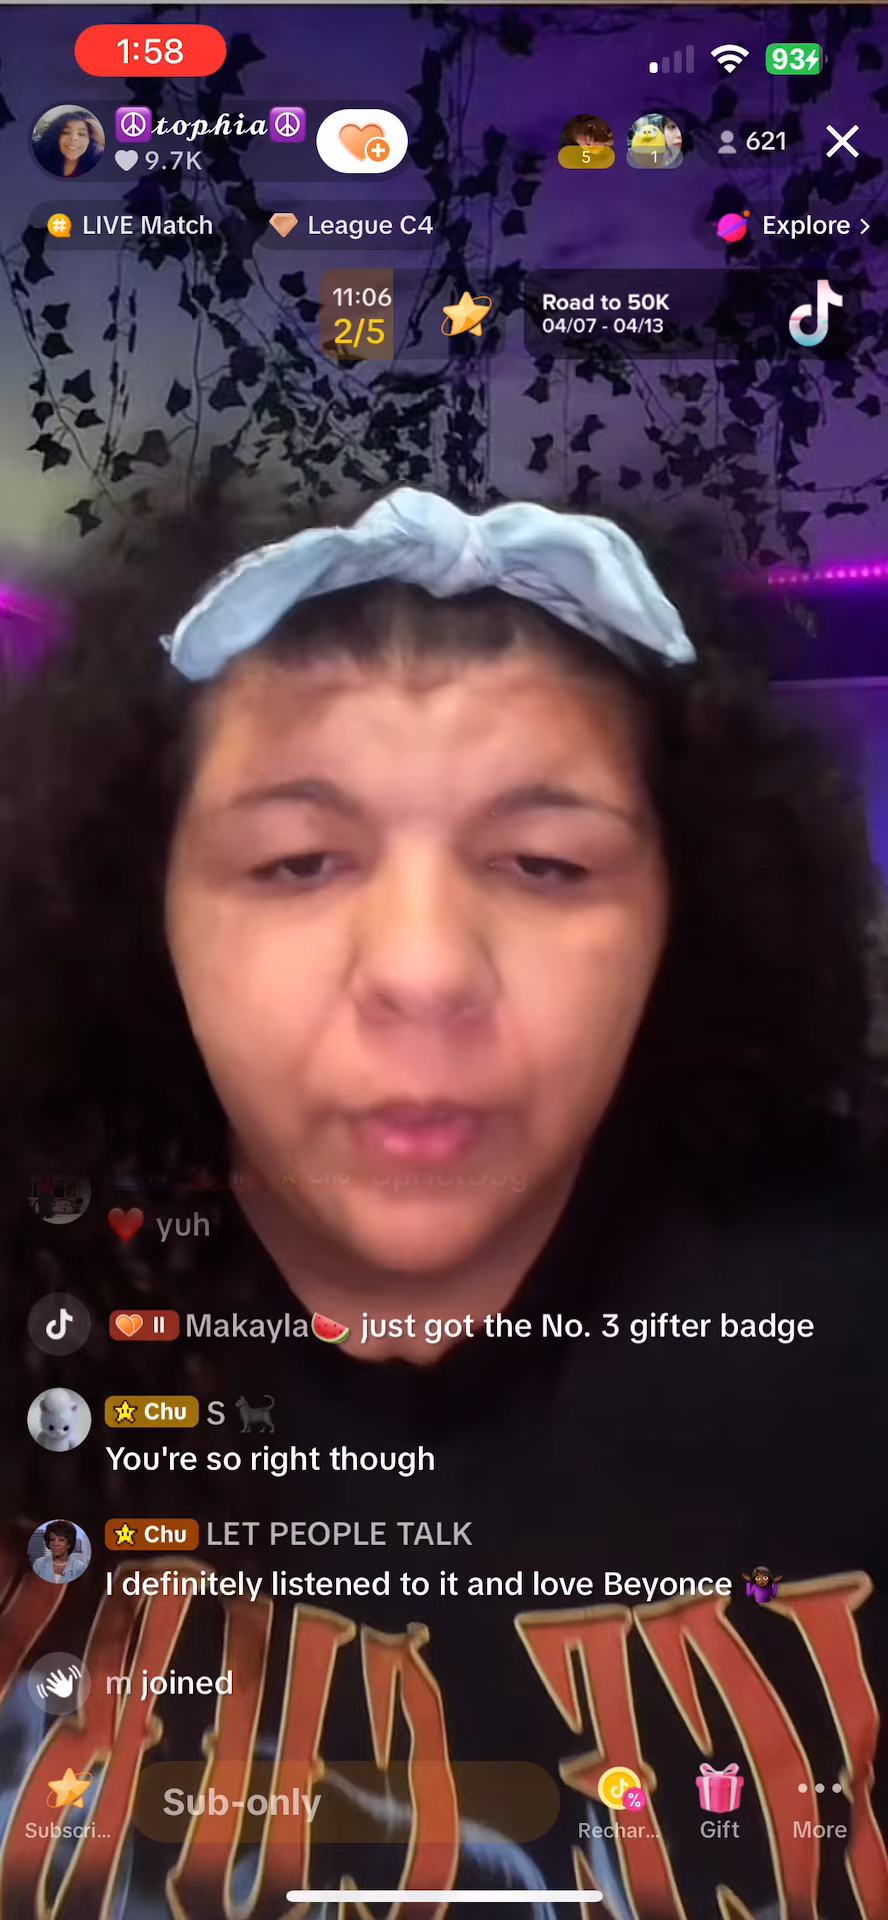 1:58
93
☮️𝓽𝓸𝓹𝓱𝓲𝓪☮️
9.7K
5
1
621
LIVE Match
League C4
Explore >
11:06
2/5
Road to 50K
04/07 - 04/13
yuh
II Makayla🍉 just got the No. 3 gifter badge
Chu S 🐈‍⬛
You're so right though
Chu LET PEOPLE TALK
I definitely listened to it and love Beyonce 🤷🏾‍♀️
m joined
Sub-only
Subscri...
Rechar...
Gift
More